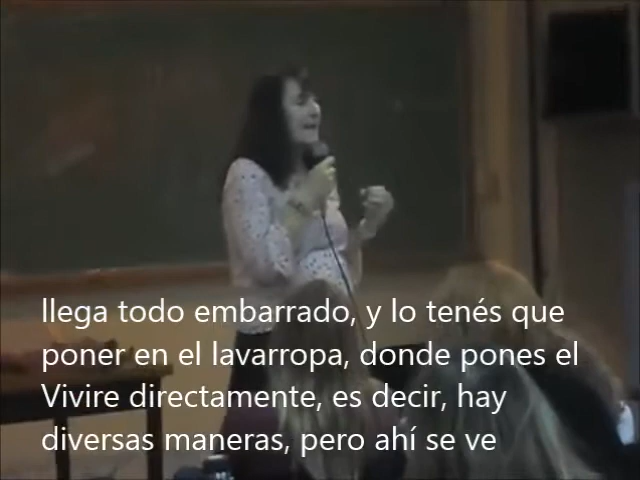 llega todo embarrado, y lo tenés que
poner en el lavarropa, donde pones el
Vivire directamente, es decir, hay
diversas maneras, pero ahí se ve